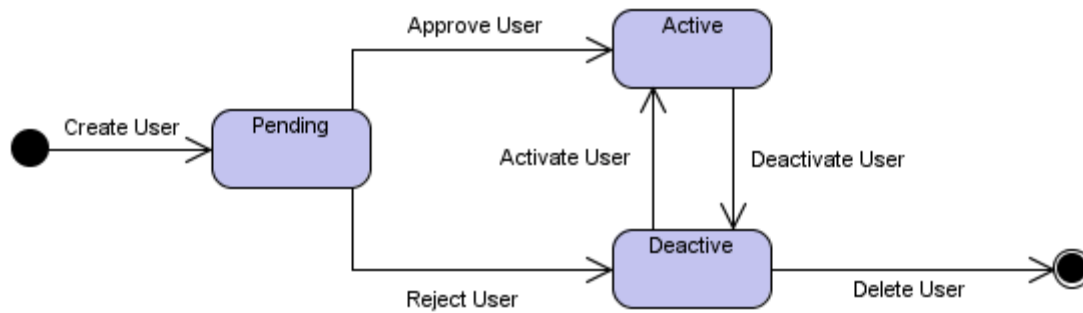 Approve User
Active
Create User
Pending
Activate User
Deactivate User
Deactive
Reject User
Delete User